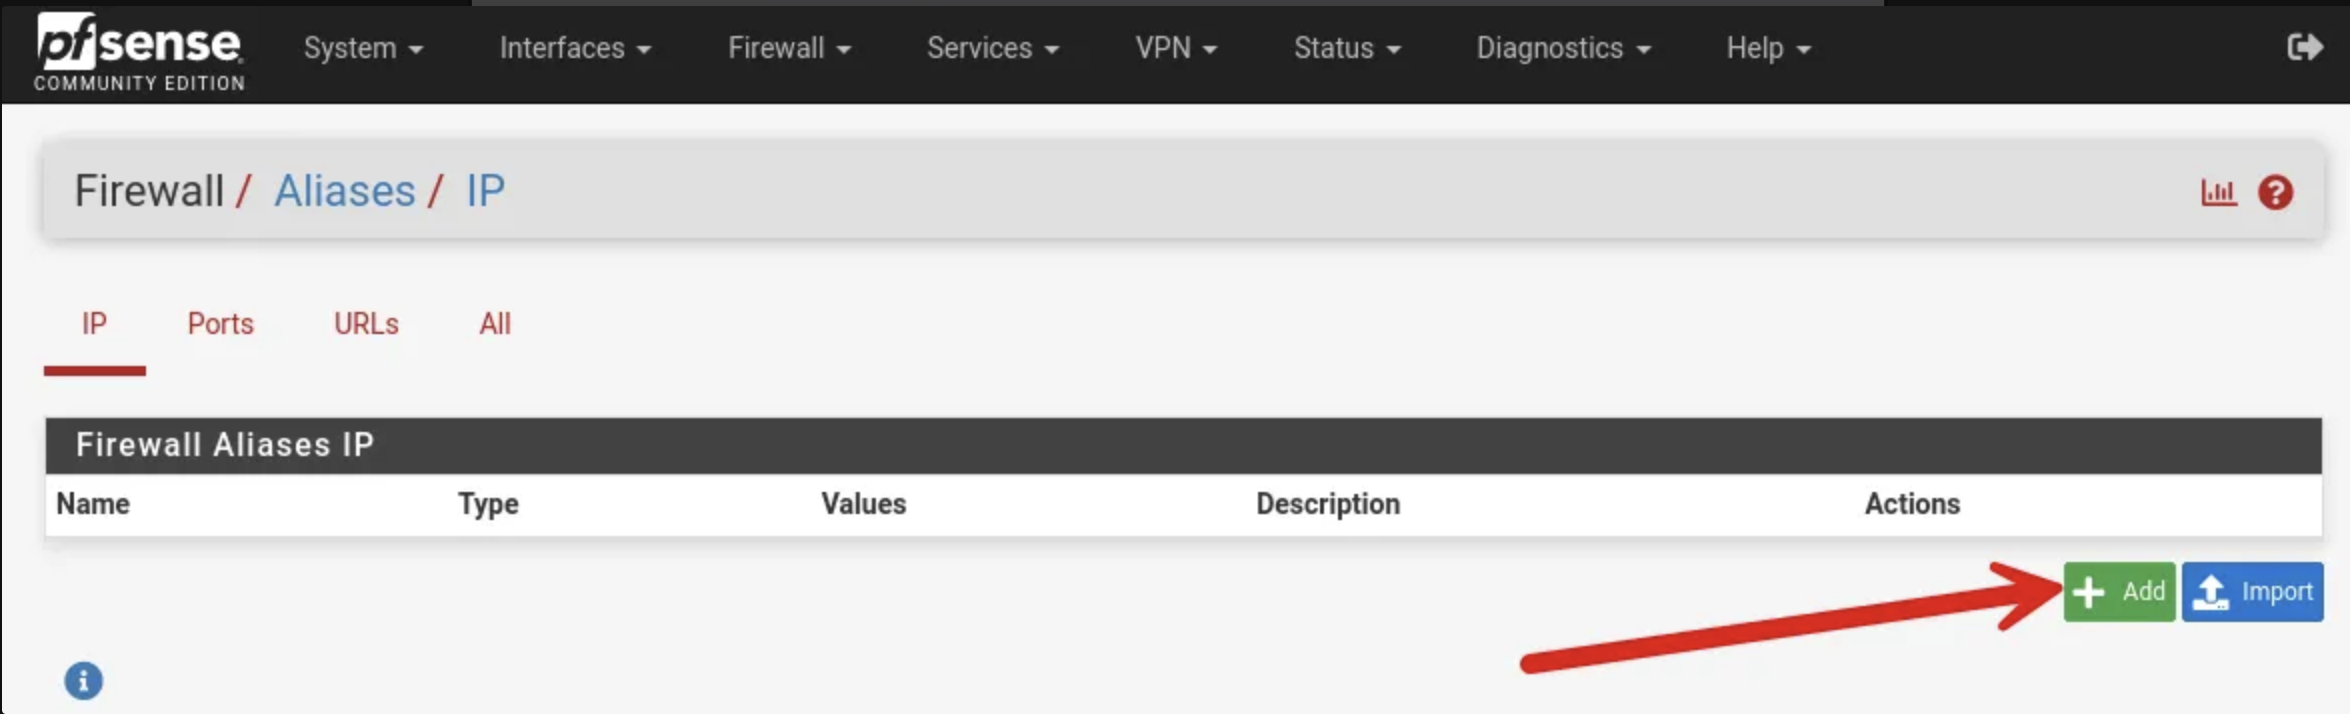 pfsense System Interfaces Firewall Services VPN Status Diagnostics Help
COMMUNITY EDITION
Firewall / Aliases / IP
IP Ports URLs All
Firewall Aliases IP
Name Type Values Description Actions
Add Import